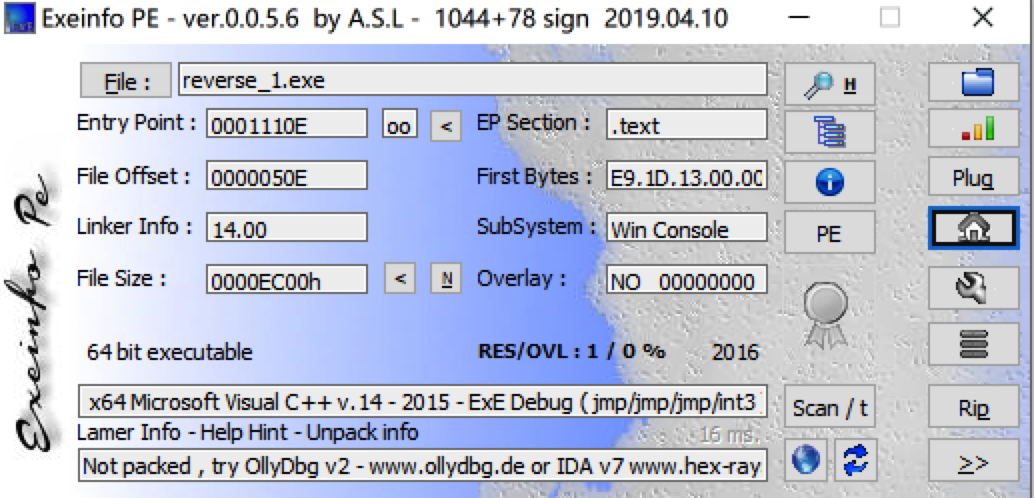 Exeinfo PE - ver.0.0.5.6 by A.S.L - 1044+78 sign 2019.04.10
File : reverse_1.exe H
Entry Point : 0001110E oo < EP Section : .text
File Offset : 0000050E First Bytes : E9.1D.13.00.00 Plug
Linker Info : 14.00 SubSystem : Win Console PE
File Size : 0000EC00h < N Overlay : NO 00000000
64 bit executable RES/OVL : 1 / 0 % 2016
x64 Microsoft Visual C++ v.14 - 2015 - ExE Debug ( jmp/jmp/jmp/int3 Scan / t Rip
Lamer Info - Help Hint - Unpack info 16 ms.
Not packed , try OllyDbg v2 - www.ollydbg.de or IDA v7 www.hex-ray >>
Exeinfo Pe